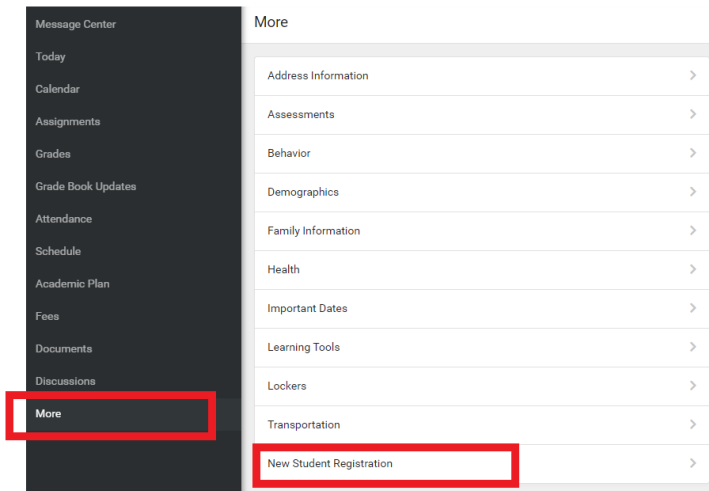 Message Center
Today
Calendar
Assignments
Grades
Grade Book Updates
Attendance
Schedule
Academic Plan
Fees
Documents
Discussions
More
More
Address Information
Assessments
Behavior
Demographics
Family Information
Health
Important Dates
Learning Tools
Lockers
Transportation
New Student Registration